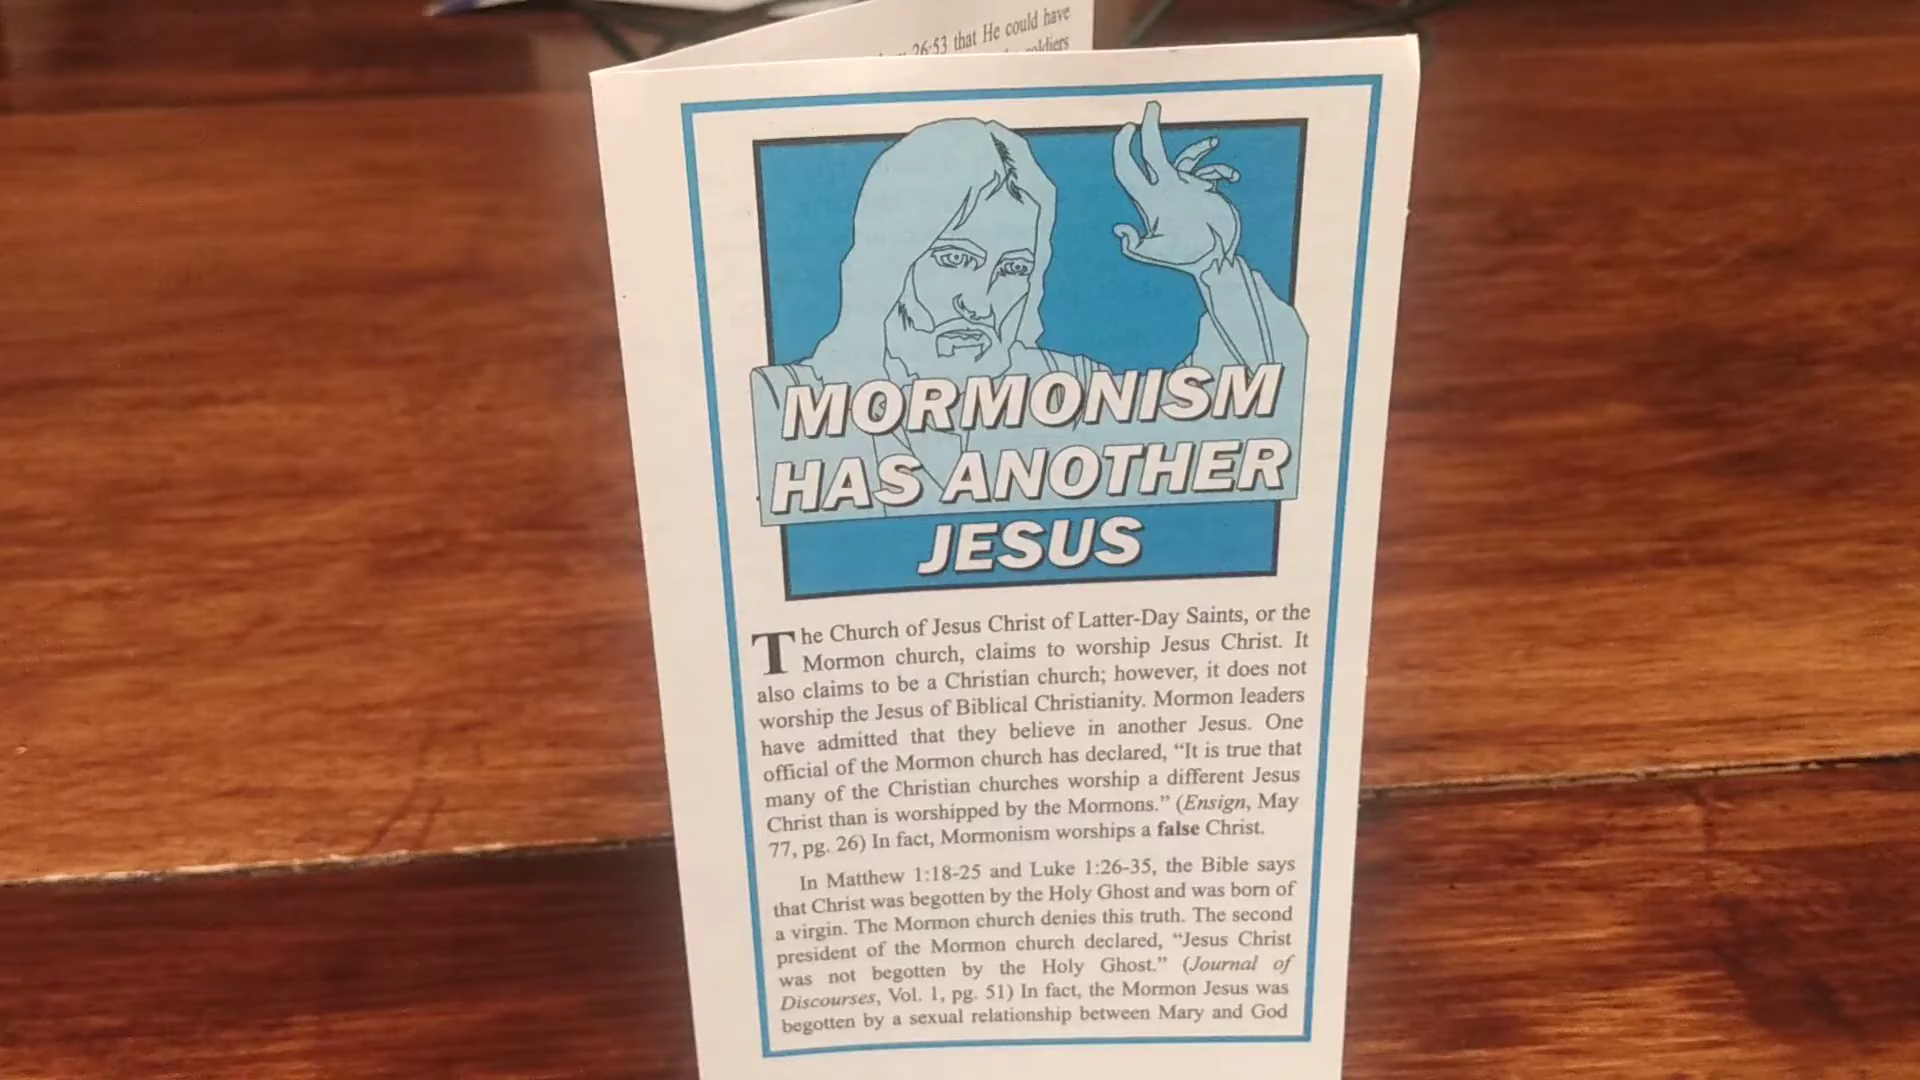 26:53 that He could have
soldiers
MORMONISM
HAS ANOTHER
JESUS
The Church of Jesus Christ of Latter-Day Saints, or the
Mormon church, claims to worship Jesus Christ. It
also claims to be a Christian church; however, it does not
worship the Jesus of Biblical Christianity. Mormon leaders
have admitted that they believe in another Jesus. One
official of the Mormon church has declared, “It is true that
many of the Christian churches worship a different Jesus
Christ than is worshipped by the Mormons.” (Ensign, May
77, pg. 26) In fact, Mormonism worships a false Christ.
In Matthew 1:18-25 and Luke 1:26-35, the Bible says
that Christ was begotten by the Holy Ghost and was born of
a virgin. The Mormon church denies this truth. The second
president of the Mormon church declared, “Jesus Christ
was not begotten by the Holy Ghost.” (Journal of
Discourses, Vol. 1, pg. 51) In fact, the Mormon Jesus was
begotten by a sexual relationship between Mary and God